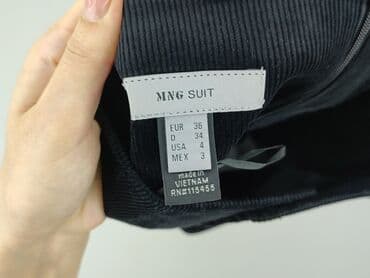 MNG SUIT
EUR 36
D 34
USA 4
MEX 3
made in
VIETNAM
RN#115455